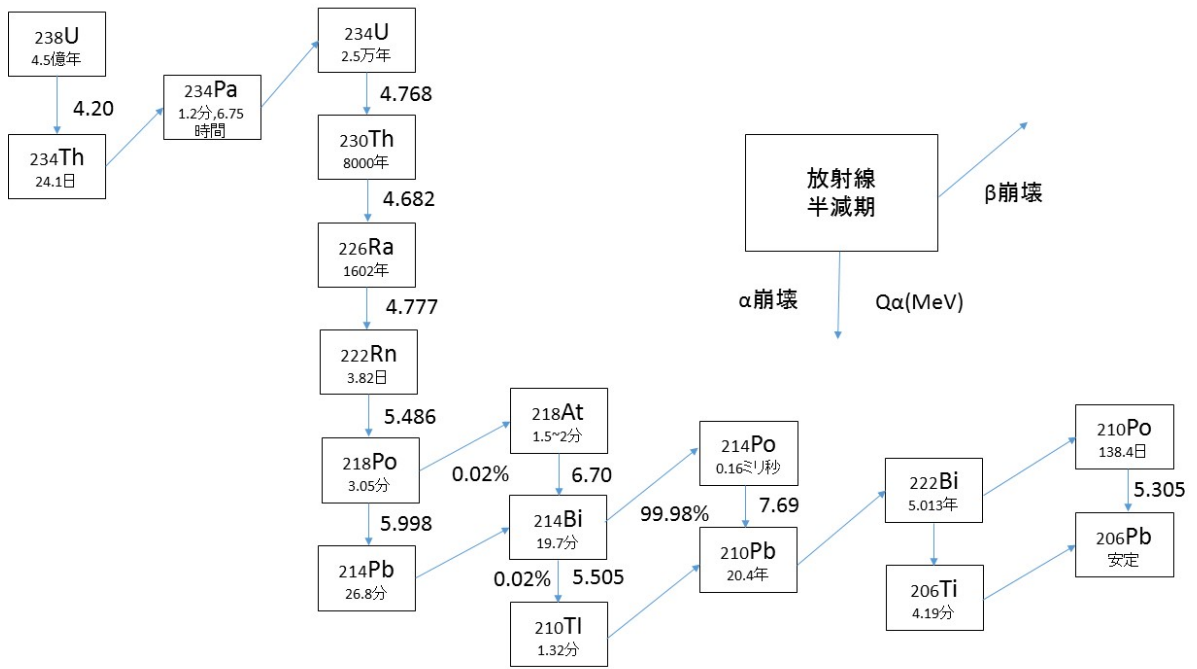 238U
4.5億年
4.20
234Th
24.1日
234Pa
1.2分,6.75
時間
234U
2.5万年
4.768
230Th
8000年
4.682
226Ra
1602年
4.777
222Rn
3.82日
5.486
218Po
3.05分
5.998
214Pb
26.8分
0.02%
218At
1.5~2分
6.70
214Bi
19.7分
0.02%
5.505
210Tl
1.32分
99.98%
214Po
0.16ミリ秒
7.69
210Pb
20.4年
222Bi
5.013年
206Ti
4.19分
210Po
138.4日
5.305
206Pb
安定
放射線
半減期
β崩壊
α崩壊
Qα(MeV)